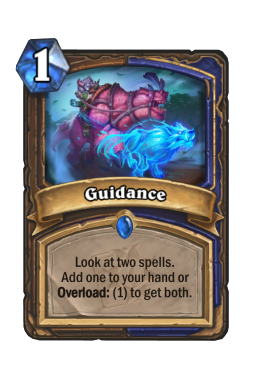 1
Guidance
Look at two spells.
Add one to your hand or
Overload: (1) to get both.